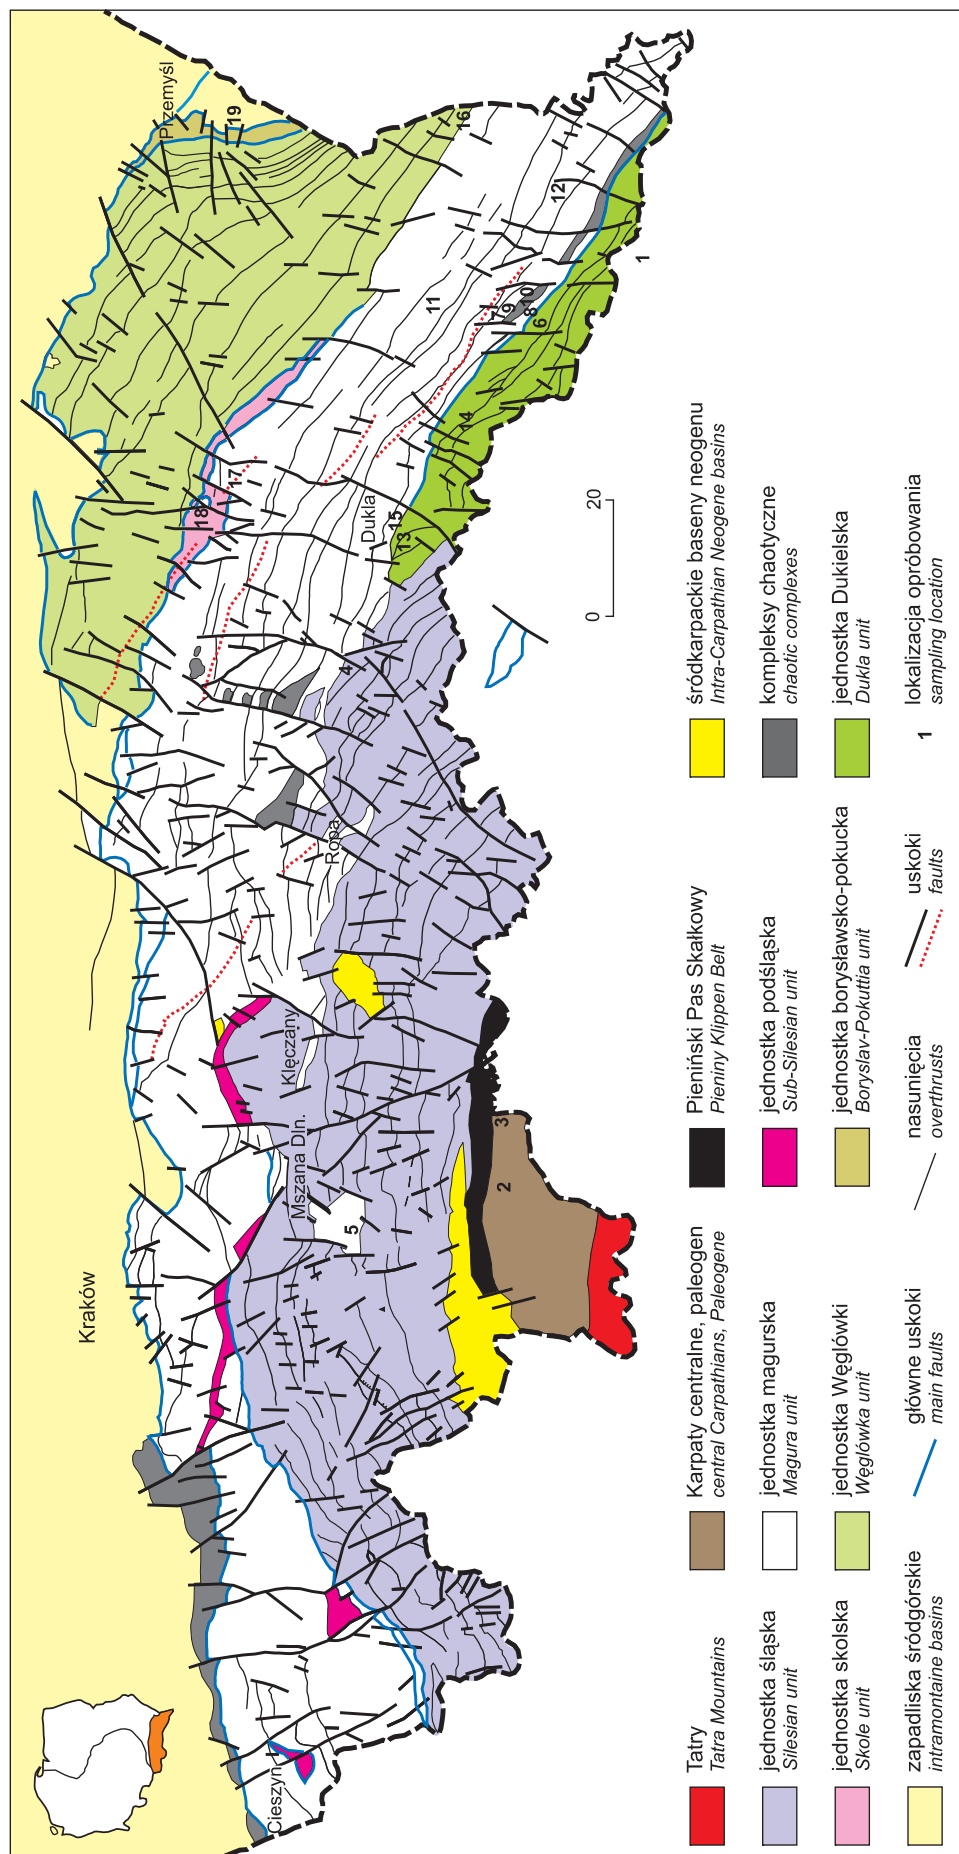 Kraków
Przemyśl
Cieszyn
Mszana Dln.
Klęczany
Ropa
Dukla
1
2
3
4
5
6
7
8
9
10
11
12
13
14
15
16
17
18
19
0
20
Tatry
Tatra Mountains
jednostka śląska
Silesian unit
jednostka skolska
Skole unit
zapadliska śródgórskie
intramontaine basins
Karpaty centralne, paleogen
central Carpathians, Paleogene
jednostka magurska
Magura unit
jednostka Węglówki
Węglówka unit
główne uskoki
main faults
Pieniński Pas Skałkowy
Pieniny Klippen Belt
jednostka podśląska
Sub-Silesian unit
jednostka borysławsko-pokucka
Boryslav-Pokuttia unit
nasunięcia
overthrusts
uskoki
faults
śródkarpackie baseny neogenu
Intra-Carpathian Neogene basins
kompleksy chaotyczne
chaotic complexes
jednostka Dukielska
Dukla unit
1
lokalizacja opróbowania
sampling location